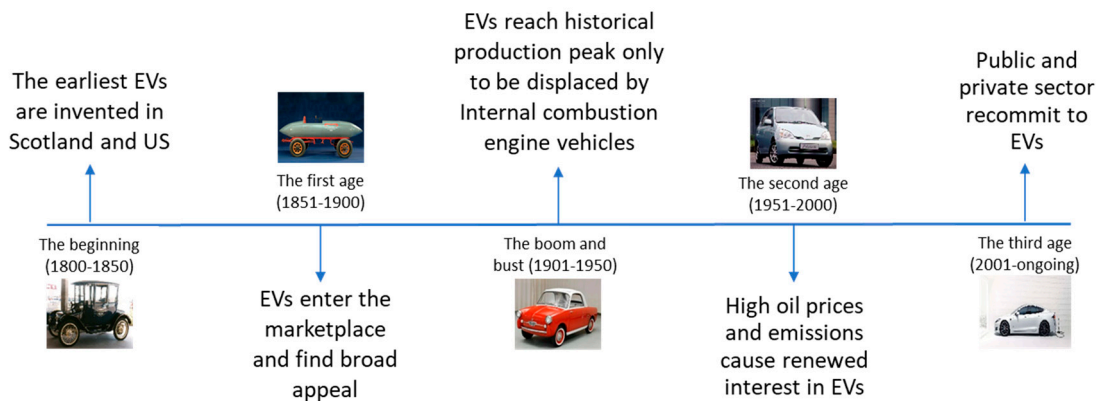 The earliest EVs
are invented in
Scotland and US
The beginning
(1800-1850)
The first age
(1851-1900)
EVs enter the
marketplace
and find broad
appeal
EVs reach historical
production peak only
to be displaced by
Internal combustion
engine vehicles
The boom and
bust (1901-1950)
The second age
(1951-2000)
High oil prices
and emissions
cause renewed
interest in EVs
Public and
private sector
recommit to
EVs
The third age
(2001-ongoing)